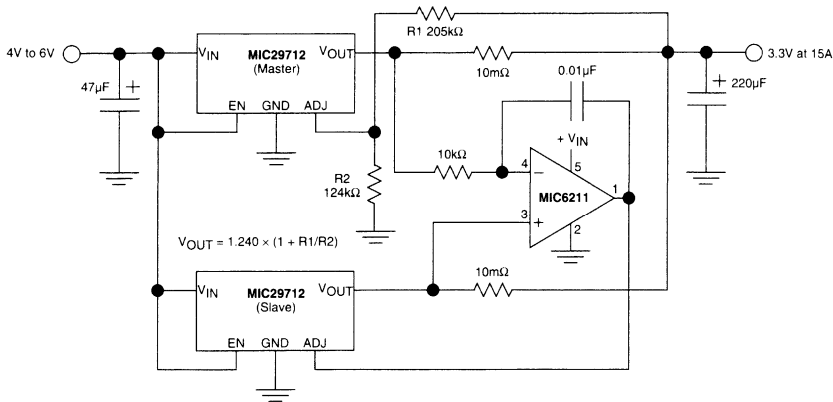 R1 205kΩ
4V to 6V
VIN
MIC29712
(Master)
VOUT
EN GND ADJ
47µF
+
10mΩ
3.3V at 15A
+
220µF
0.01µF
+ VIN
10kΩ
4
−
5
MIC6211
1
3
+
2
R2
124kΩ
VOUT = 1.240 × (1 + R1/R2)
VIN
MIC29712
(Slave)
VOUT
EN GND ADJ
10mΩ